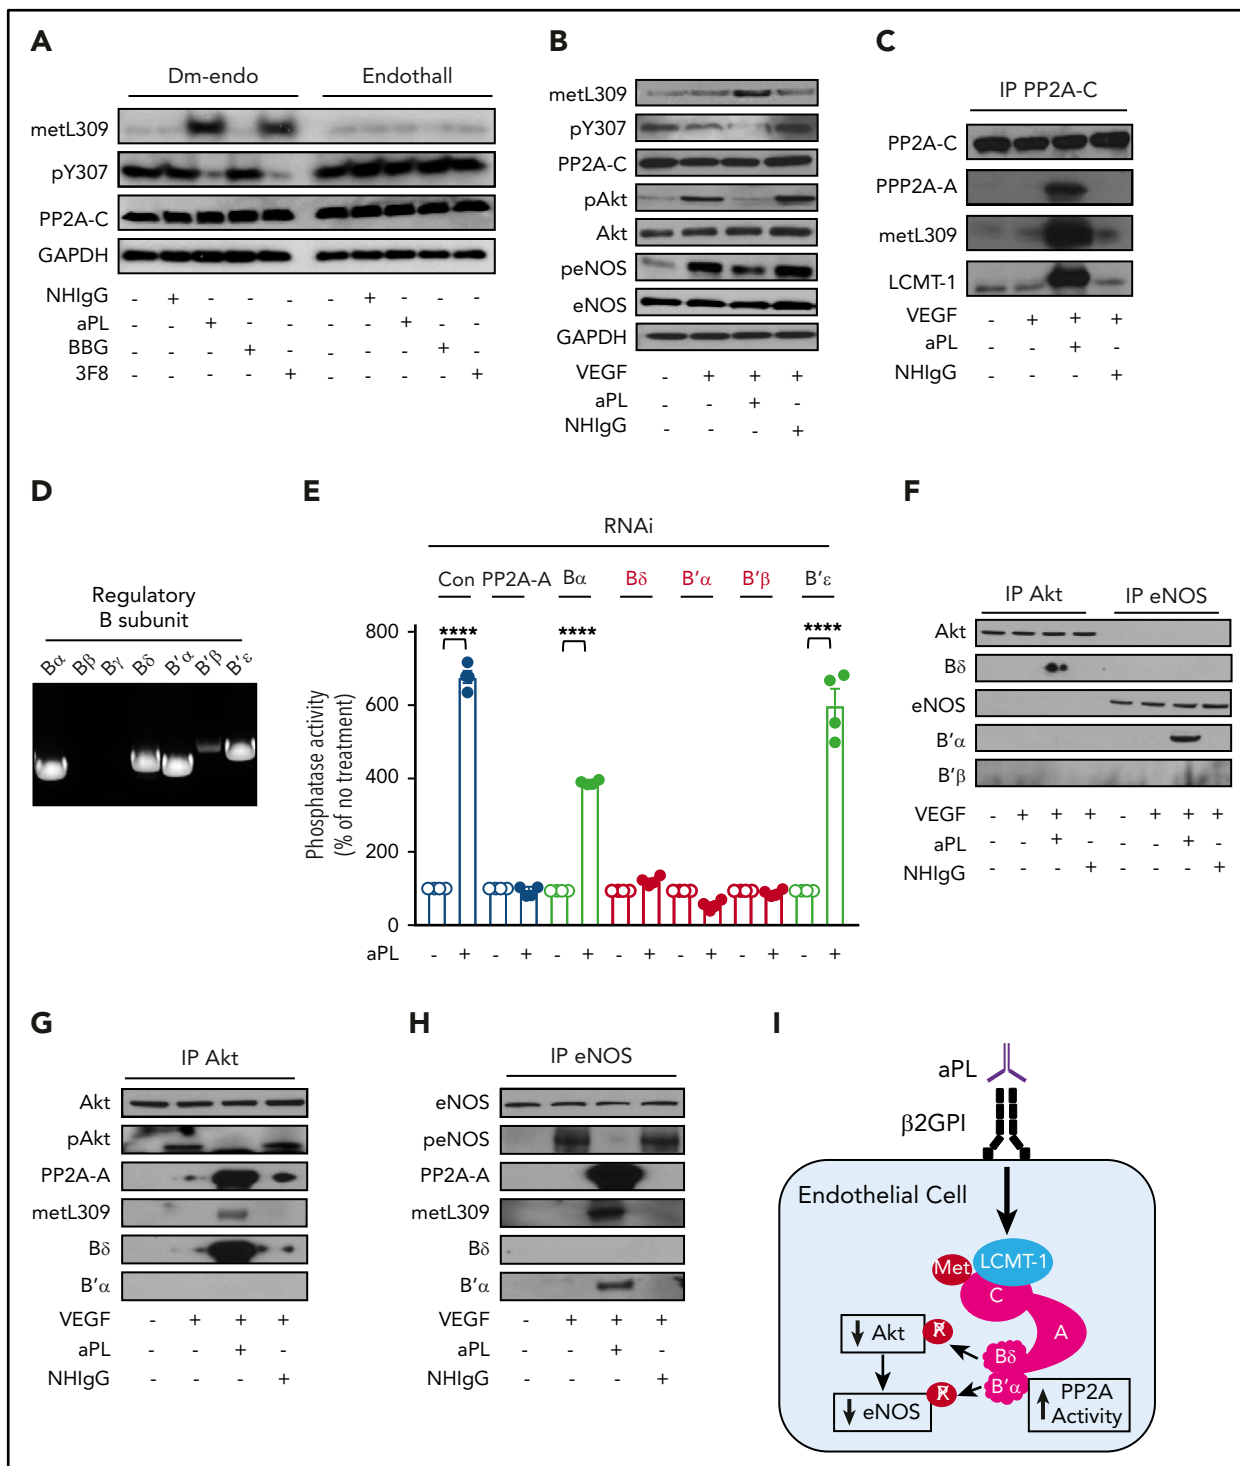 A
Dm-endo Endothall
metL309
pY307
PP2A-C
GAPDH
NHIgG - + - - - - + - - -
aPL - - + - - - - + - -
BBG - - - + - - - - + -
3F8 - - - - + - - - - +
B
metL309
pY307
PP2A-C
pAkt
Akt
peNOS
eNOS
GAPDH
VEGF - + + +
aPL - - + -
NHIgG - - - +
C
IP PP2A-C
PP2A-C
PPP2A-A
metL309
LCMT-1
VEGF - + + +
aPL - - + -
NHIgG - - - +
D
Regulatory
B subunit
Bα Bβ Bγ Bδ B′α B′β B′ε
E
RNAi
Con PP2A-A Bα Bδ B′α B′β B′ε
**** **** ****
Phosphatase activity
(% of no treatment)
800
600
400
200
0
aPL - + - + - + - + - + - + - +
F
IP Akt IP eNOS
Akt
Bδ
eNOS
B′α
B′β
VEGF - + + + - + + +
aPL - - + - - - + -
NHIgG - - - + - - - +
G
IP Akt
Akt
pAkt
PP2A-A
metL309
Bδ
B′α
VEGF - + + +
aPL - - + -
NHIgG - - - +
H
IP eNOS
eNOS
peNOS
PP2A-A
metL309
Bδ
B′α
VEGF - + + +
aPL - - + -
NHIgG - - - +
I
aPL
β2GPI
Endothelial Cell
Met LCMT-1
C
A
↓ Akt P
Bδ
B′α
↓ eNOS P
↑ PP2A
Activity